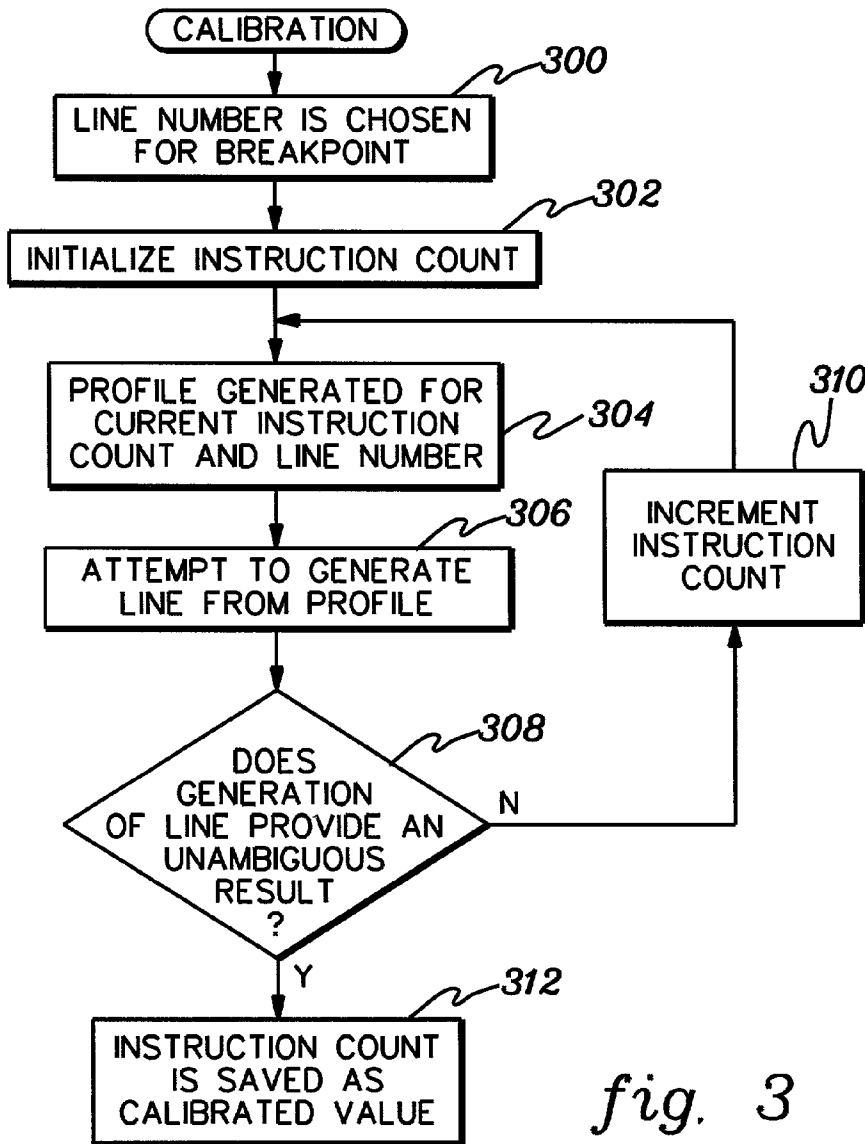 CALIBRATION
300
LINE NUMBER IS CHOSEN
FOR BREAKPOINT
302
INITIALIZE INSTRUCTION COUNT
PROFILE GENERATED FOR
CURRENT INSTRUCTION
COUNT AND LINE NUMBER
304
310
INCREMENT
INSTRUCTION
COUNT
306
ATTEMPT TO GENERATE
LINE FROM PROFILE
308
DOES
GENERATION
OF LINE PROVIDE AN
UNAMBIGUOUS
RESULT
?
N
Y
312
INSTRUCTION COUNT
IS SAVED AS
CALIBRATED VALUE
fig. 3